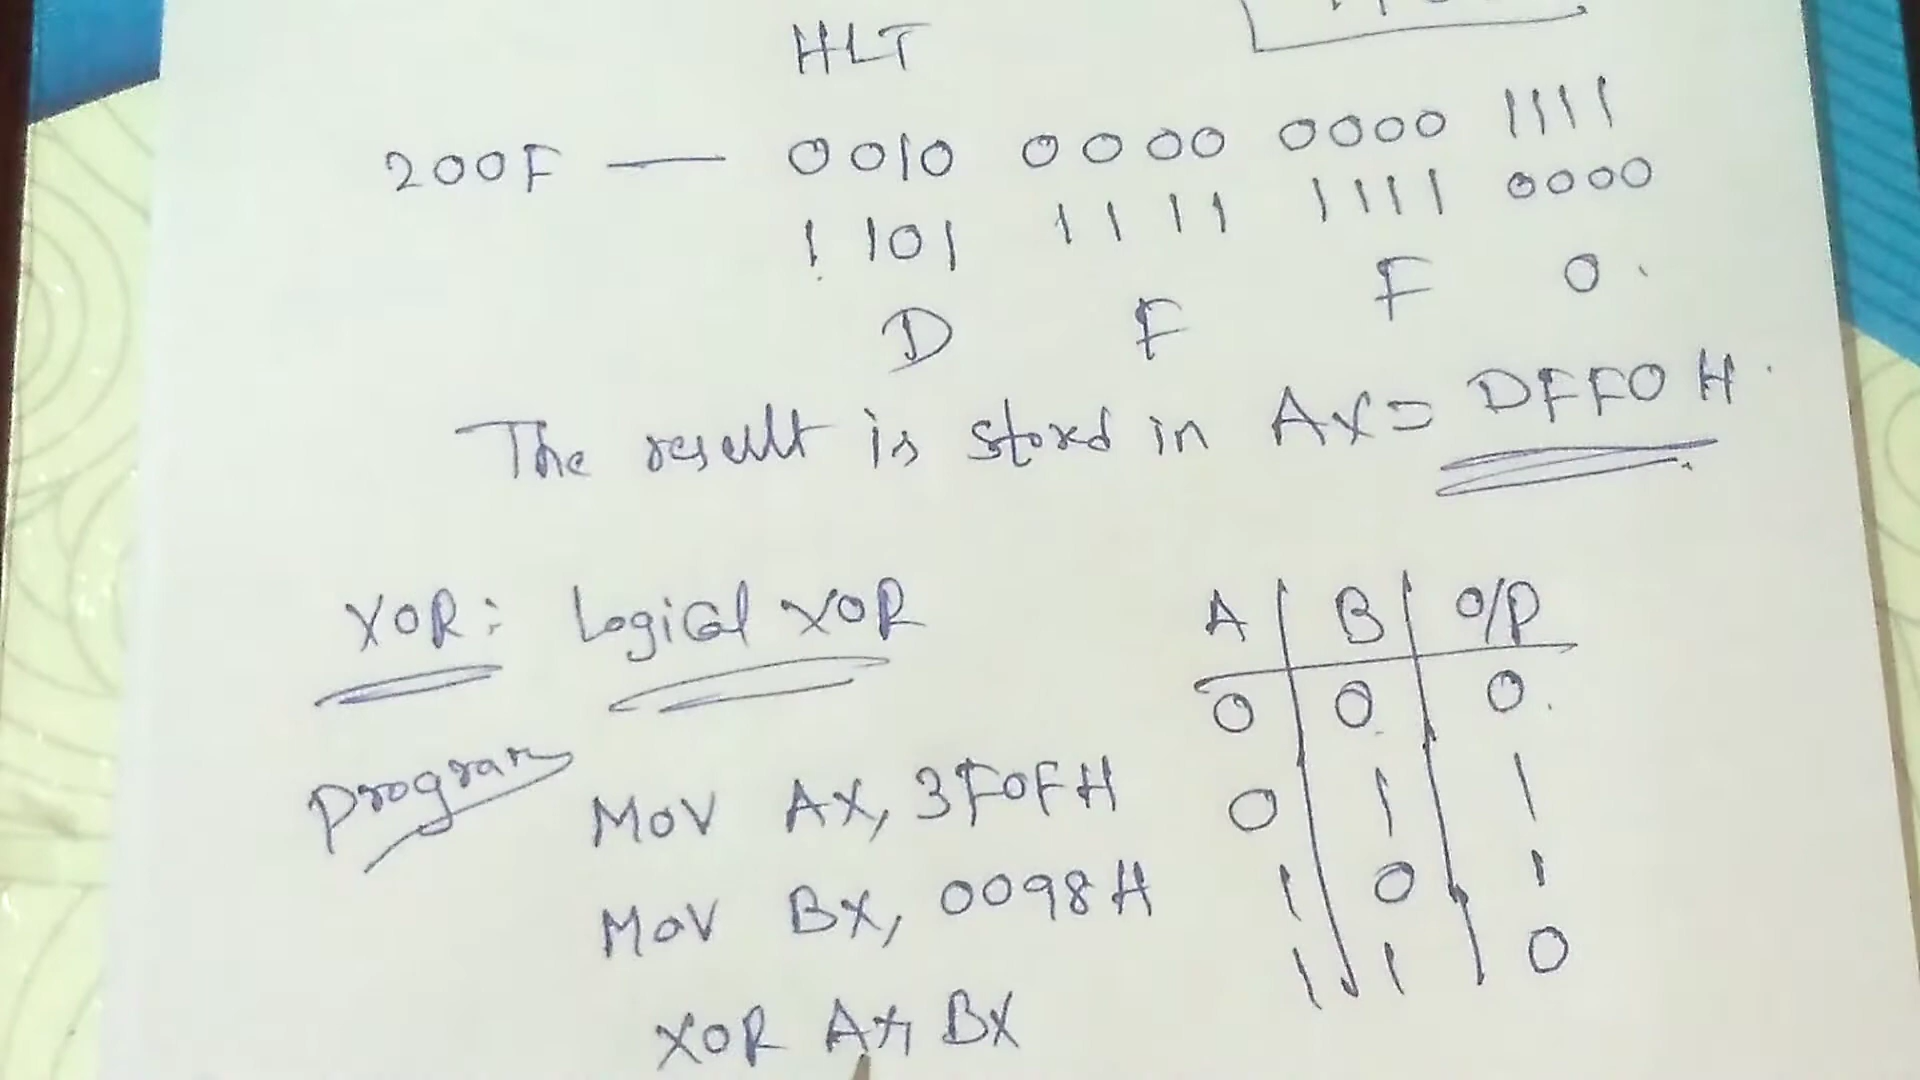 HLT
200F — 0010 0000 0000 1111
1101 1111 1111 0000
D F F 0.
The result is stored in AX= DFF0 H.
XOR: Logical XOR
A B O/P
0 0 0.
program
MOV AX, 3F0FH
0 1 1
MOV BX, 0098H
1 0 1
1 1 0
XOR AX, BX